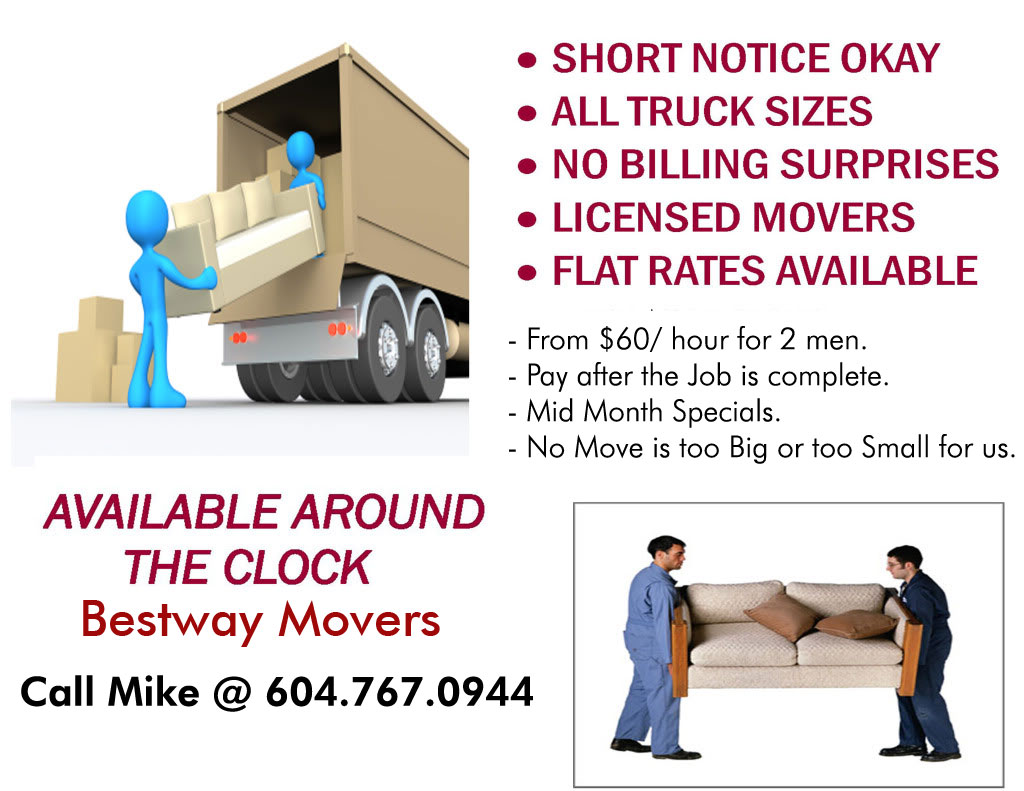 • SHORT NOTICE OKAY
• ALL TRUCK SIZES
• NO BILLING SURPRISES
• LICENSED MOVERS
• FLAT RATES AVAILABLE
- From $60/ hour for 2 men.
- Pay after the Job is complete.
- Mid Month Specials.
- No Move is too Big or too Small for us.
AVAILABLE AROUND
THE CLOCK
Bestway Movers
Call Mike @ 604.767.0944